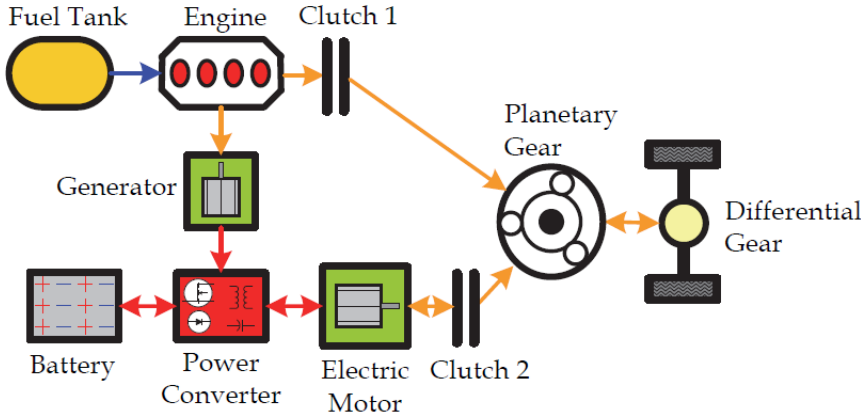 Fuel Tank
Engine
Clutch 1
Planetary
Gear
Generator
Differential
Gear
Battery
Power
Converter
Electric
Motor
Clutch 2